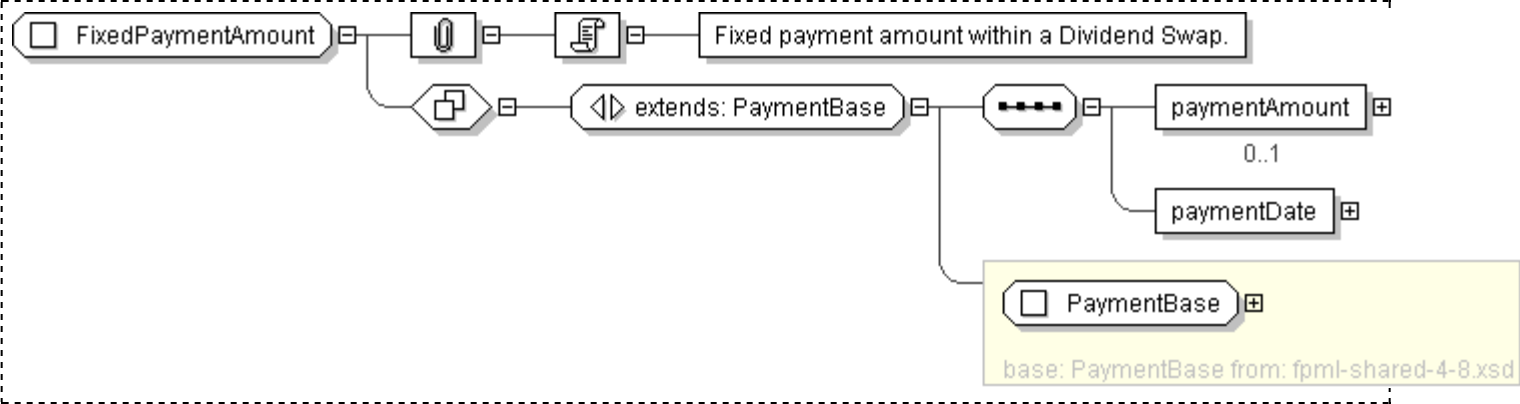 FixedPaymentAmount
Fixed payment amount within a Dividend Swap.
extends: PaymentBase
paymentAmount
0..1
paymentDate
PaymentBase
base: PaymentBase from: fpml-shared-4-8.xsd